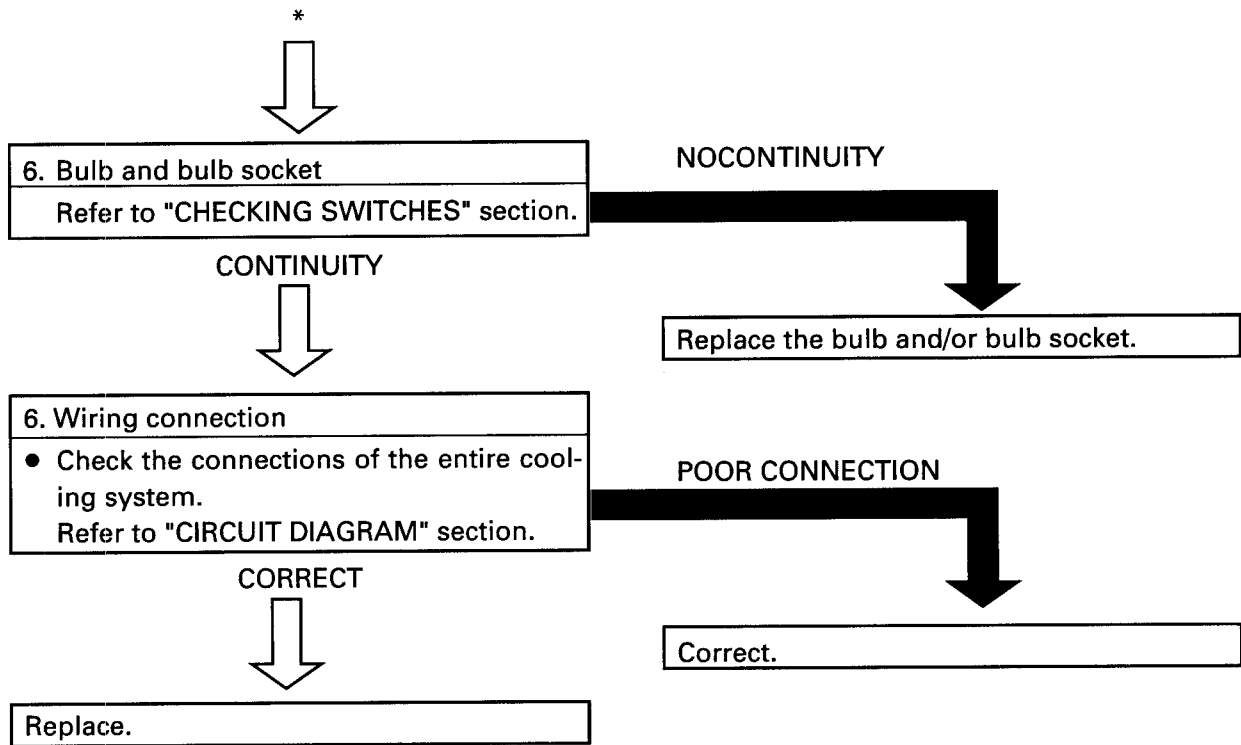 *
6. Bulb and bulb socket
Refer to "CHECKING SWITCHES" section.
NOCONTINUITY
CONTINUITY
Replace the bulb and/or bulb socket.
6. Wiring connection
● Check the connections of the entire cool-
ing system.
Refer to "CIRCUIT DIAGRAM" section.
POOR CONNECTION
CORRECT
Correct.
Replace.